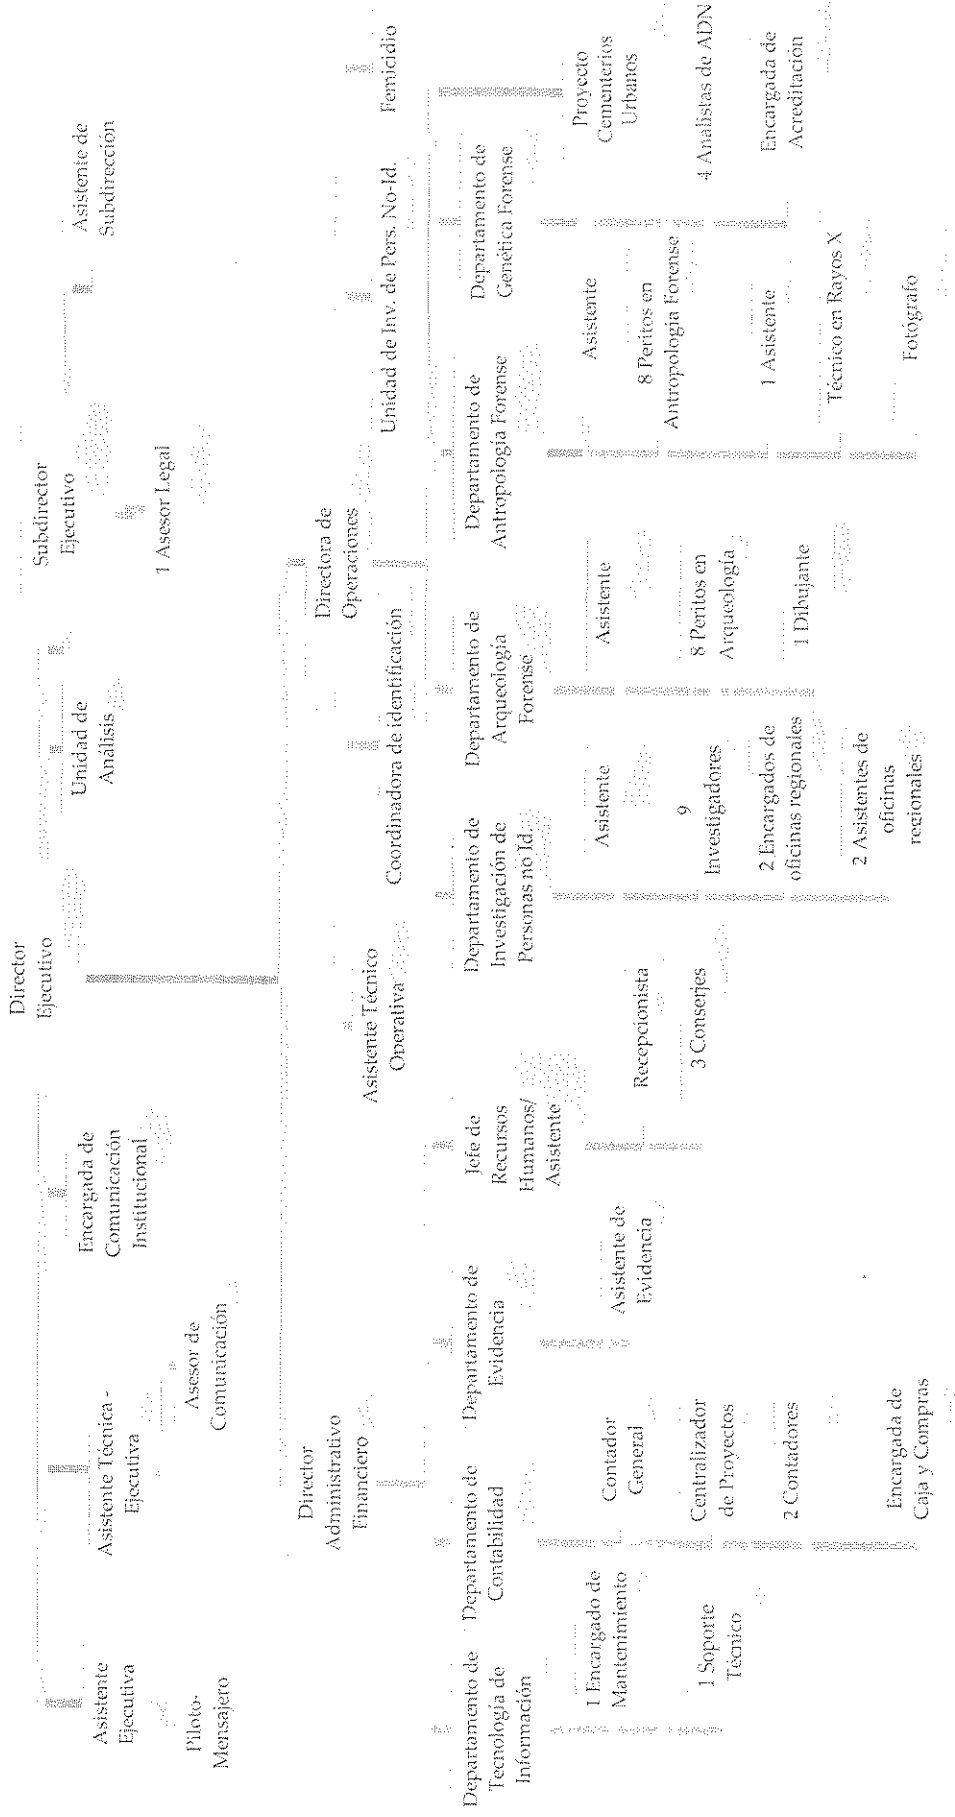 Director
Ejecutivo
Subdirector
Ejecutivo
Asistente
Ejecutiva
Piloto-
Mensajero
Asistente Técnica -
Ejecutiva
Asesor de
Comunicación
Encargada de
Comunicación
Institucional
Unidad de
Análisis
1 Asesor Legal
Asistente de
Subdirección
Director
Administrativo
Financiero
Directora de
Operaciones
Asistente Técnico
Operativa
Coordinadora de identificación
Unidad de Inv. de Pers. No-Id.
Femicidio
Departamento de
Tecnología de
Información
1 Encargado de
Mantenimiento
1 Soporte
Técnico
Departamento de
Contabilidad
Contador
General
Centralizador
de Proyectos
2 Contadores
Encargada de
Caja y Compras
Departamento de
Evidencia
Asistente de
Evidencia
Jefe de
Recursos
Humanos/
Asistente
Recepcionista
3 Conserjes
Departamento de
Investigación de
Personas no Id.
Asistente
9
Investigadores
2 Encargados de
oficinas regionales
2 Asistentes de
oficinas
regionales
Departamento de
Arqueología
Forense
Asistente
8 Peritos en
Arqueología
1 Dibujante
Departamento de
Antropología Forense
Asistente
8 Peritos en
Antropología Forense
1 Asistente
Técnico en Rayos X
Fotógrafo
Departamento de
Genética Forense
Proyecto
Cementerios
Urbanos
4 Analistas de ADN
Encargada de
Acreditación